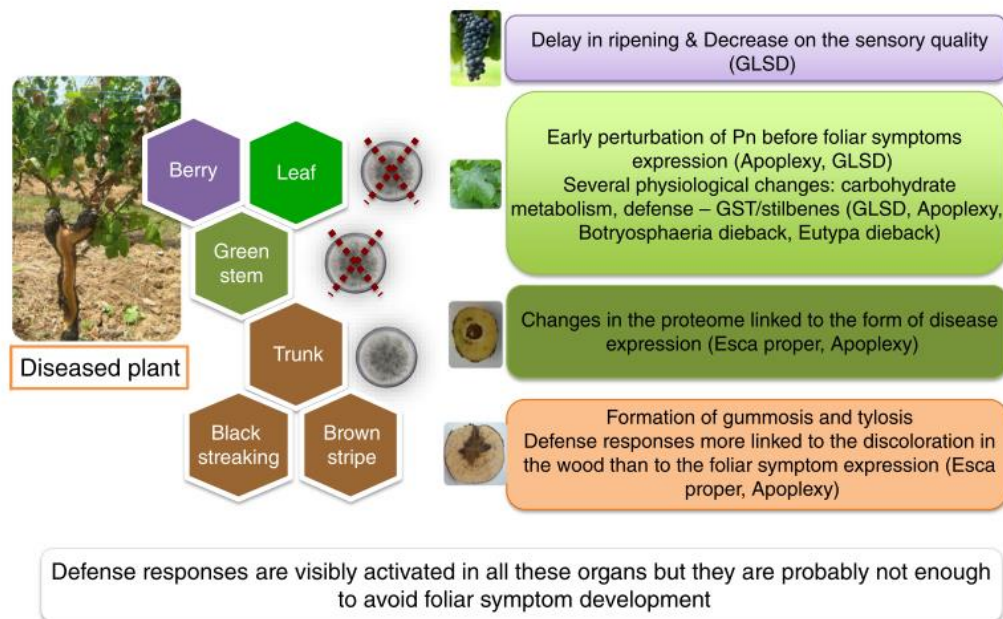 Delay in ripening & Decrease on the sensory quality
(GLSD)
Berry
Leaf
Early perturbation of Pn before foliar symptoms
expression (Apoplexy, GLSD)
Several physiological changes: carbohydrate
metabolism, defense – GST/stilbenes (GLSD, Apoplexy,
Botryosphaeria dieback, Eutypa dieback)
Green
stem
Trunk
Changes in the proteome linked to the form of disease
expression (Esca proper, Apoplexy)
Diseased plant
Black
streaking
Brown
stripe
Formation of gummosis and tylosis
Defense responses more linked to the discoloration in
the wood than to the foliar symptom expression (Esca
proper, Apoplexy)
Defense responses are visibly activated in all these organs but they are probably not enough
to avoid foliar symptom development